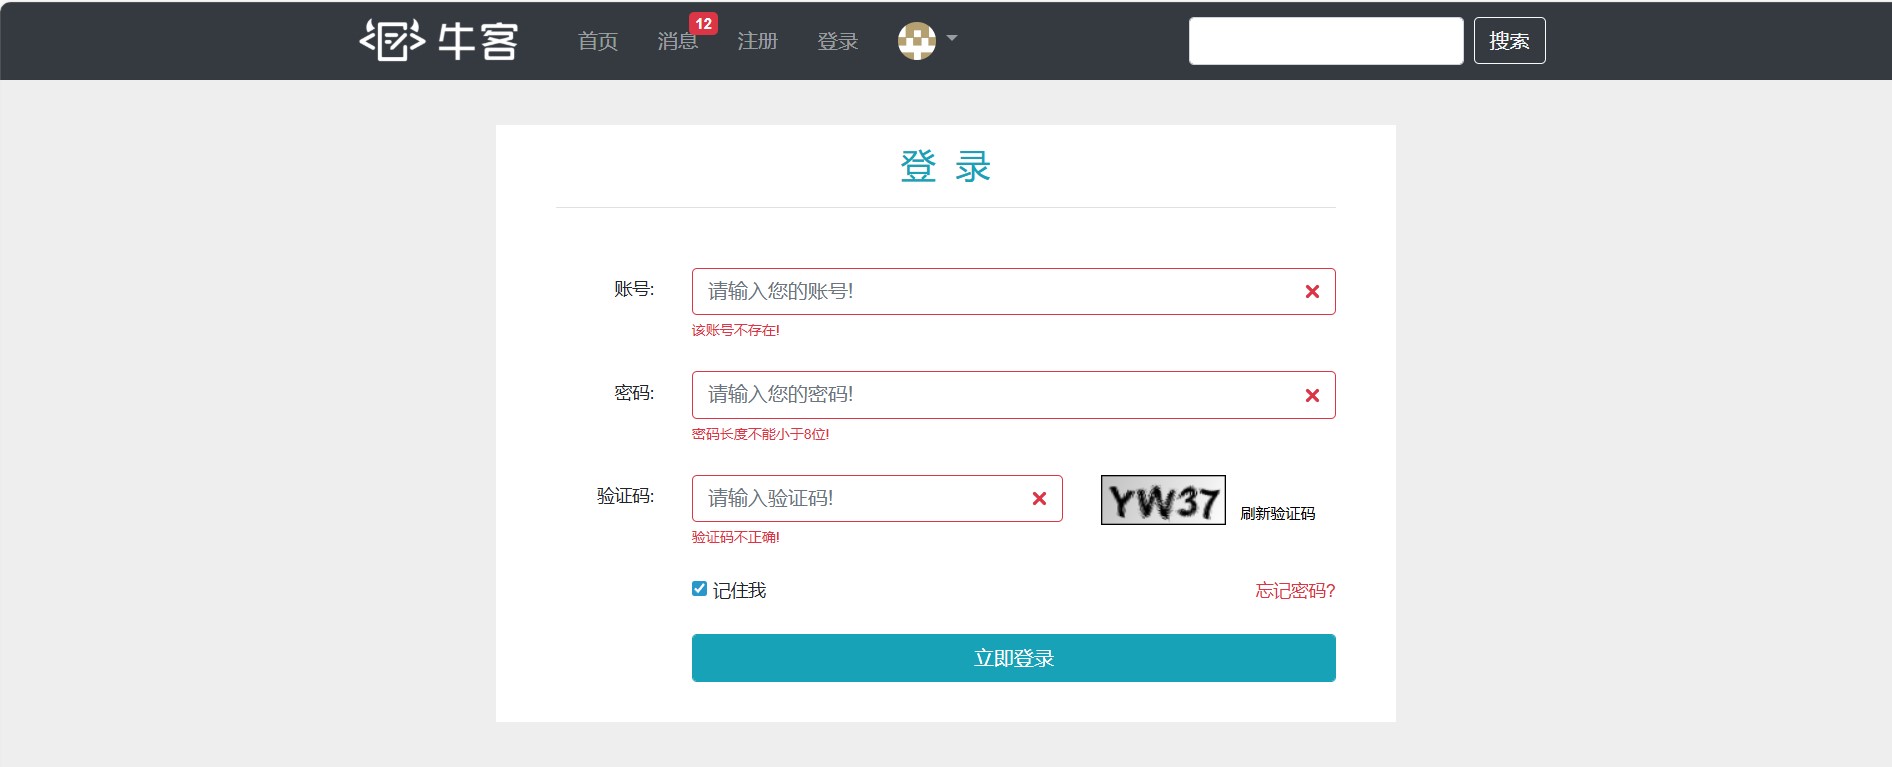 牛客 首页 消息 12 注册 登录 搜索
登 录
账号: 请输入您的账号!
该账号不存在!
密码: 请输入您的密码!
密码长度不能小于8位!
验证码: 请输入验证码! YW37 刷新验证码
验证码不正确!
记住我 忘记密码?
立即登录